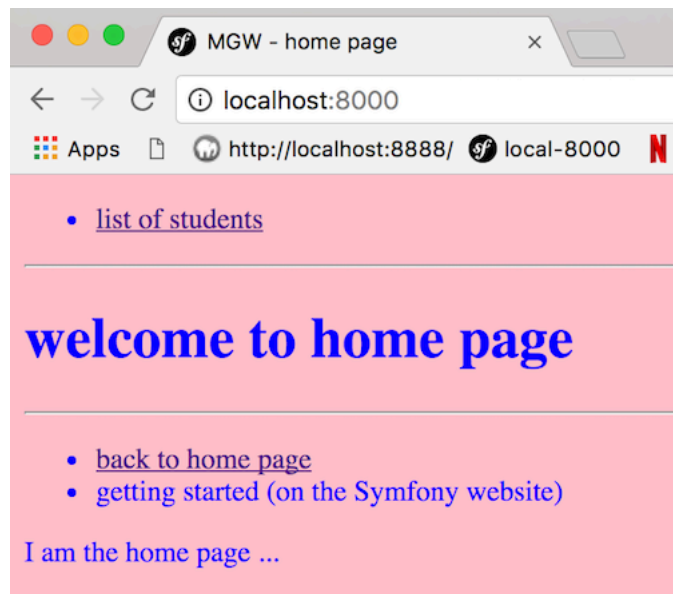 MGW - home page
localhost:8000
Apps http://localhost:8888/ local-8000
list of students
welcome to home page
back to home page
getting started (on the Symfony website)
I am the home page ...